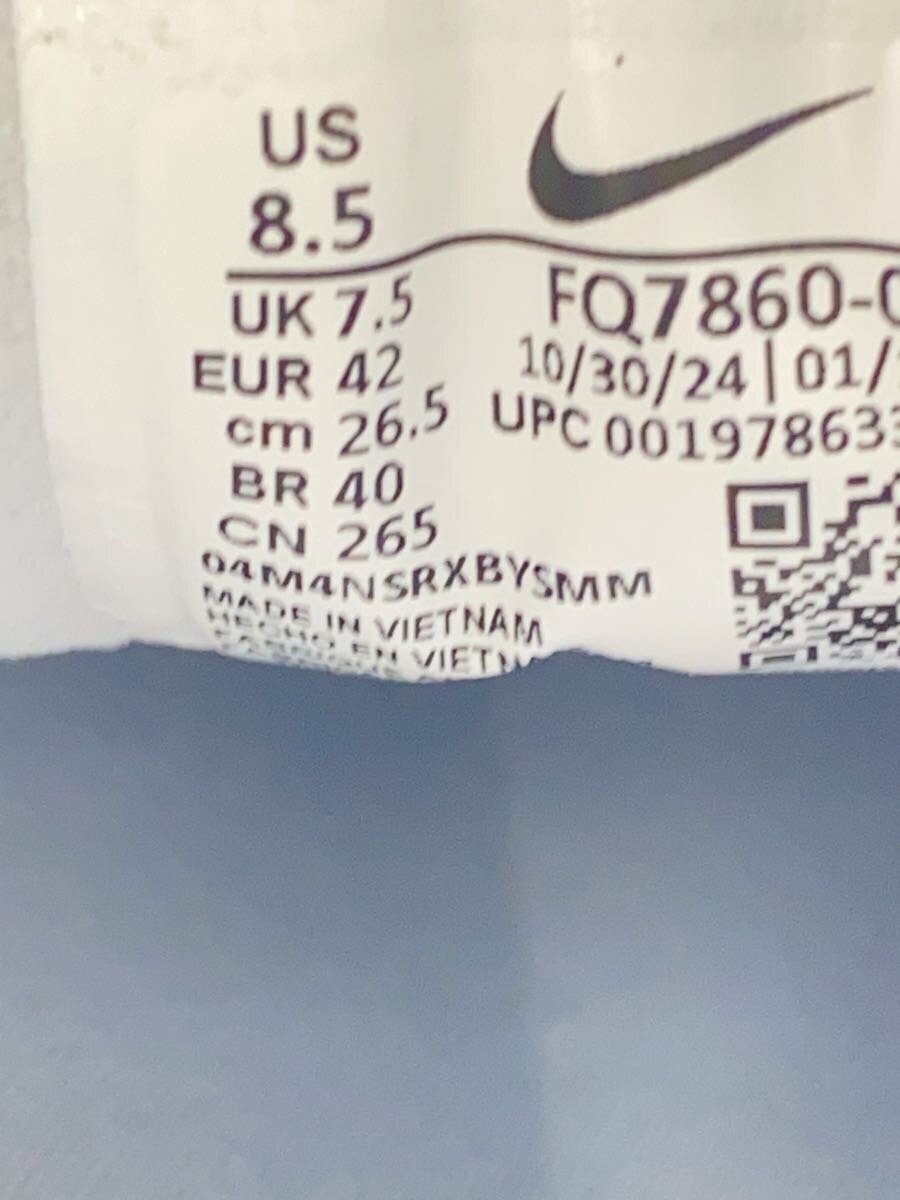 US
8.5
UK 7.5
EUR 42
cm 26.5
BR 40
CN 265
FQ7860-0
10/30/24 | 01/
UPC 00197863
04M4NSRXBYSMM
MADE IN VIETNAM
HECHO EN VIETN